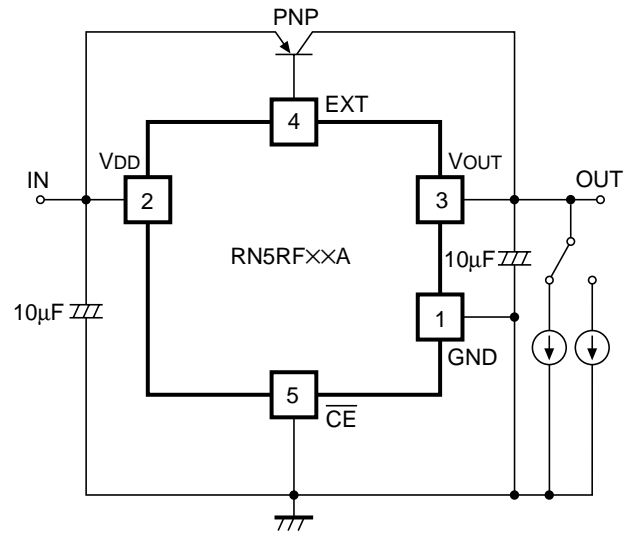 PNP
4
EXT
VDD
VOUT
IN
2
3
OUT
RN5RF××A
10μF
10μF
1
GND
5
CE